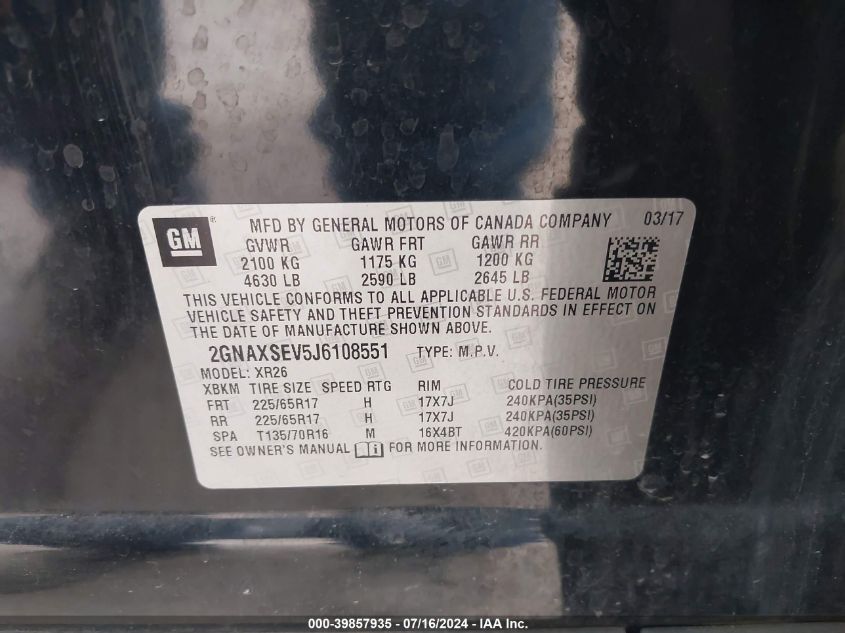 GM ® MFD BY GENERAL MOTORS OF CANADA COMPANY 03/17
GVWR GAWR FRT GAWR RR
2100 KG 1175 KG 1200 KG
4630 LB 2590 LB 2645 LB
THIS VEHICLE CONFORMS TO ALL APPLICABLE U.S. FEDERAL MOTOR
VEHICLE SAFETY AND THEFT PREVENTION STANDARDS IN EFFECT ON
THE DATE OF MANUFACTURE SHOWN ABOVE.
2GNAXSEV5J6108551 TYPE: M.P.V.
MODEL: XR26
XBKM TIRE SIZE SPEED RTG RIM COLD TIRE PRESSURE
FRT 225/65R17 H 17X7J 240KPA(35PSI)
RR 225/65R17 H 17X7J 240KPA(35PSI)
SPA T135/70R16 M 16X4BT 420KPA(60PSI)
SEE OWNER'S MANUAL FOR MORE INFORMATION.
000-39857935 - 07/16/2024 - IAA Inc.